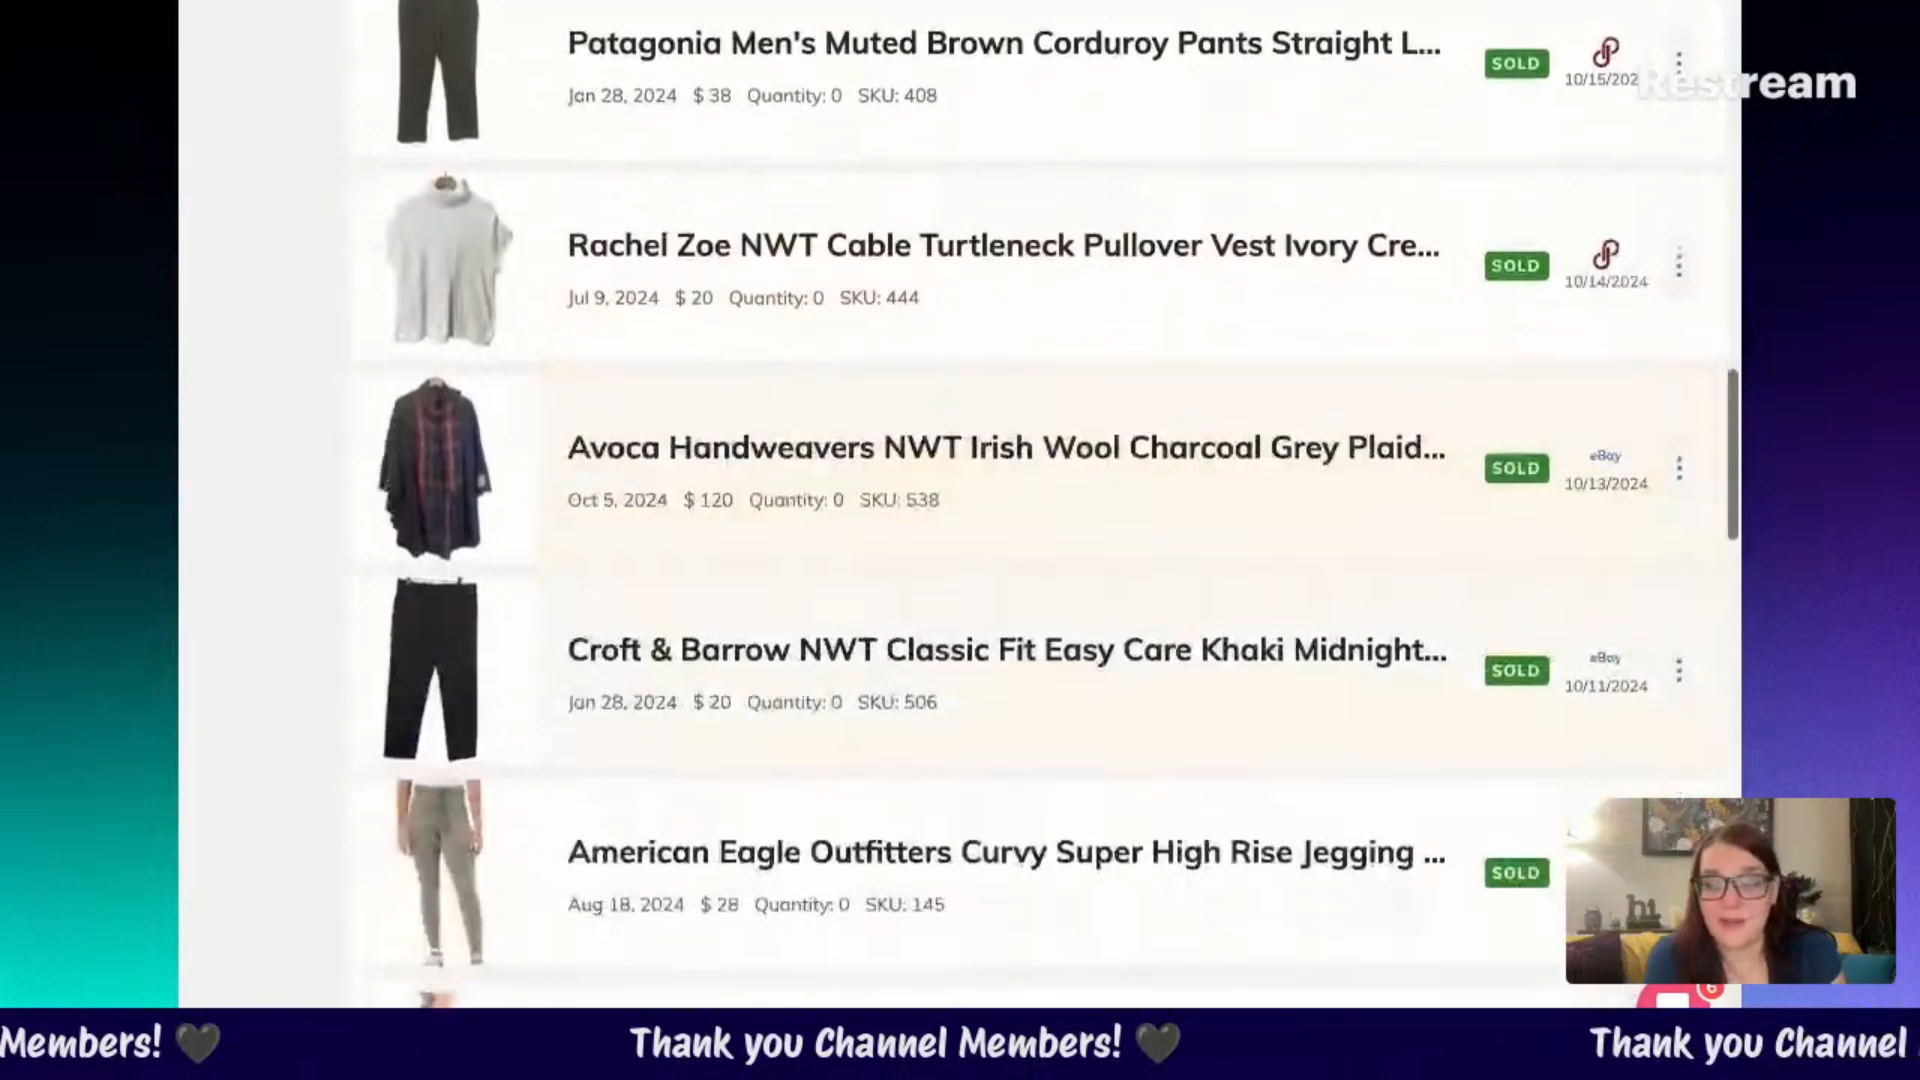 Patagonia Men's Muted Brown Corduroy Pants Straight L...
SOLD
10/15/202
Restream
Jan 28, 2024 $ 38 Quantity: 0 SKU: 408
Rachel Zoe NWT Cable Turtleneck Pullover Vest Ivory Cre...
SOLD
10/14/2024
Jul 9, 2024 $ 20 Quantity: 0 SKU: 444
Avoca Handweavers NWT Irish Wool Charcoal Grey Plaid...
SOLD
eBay
10/13/2024
Oct 5, 2024 $ 120 Quantity: 0 SKU: 538
Croft & Barrow NWT Classic Fit Easy Care Khaki Midnight...
SOLD
eBay
10/11/2024
Jan 28, 2024 $ 20 Quantity: 0 SKU: 506
American Eagle Outfitters Curvy Super High Rise Jegging ...
SOLD
Aug 18, 2024 $ 28 Quantity: 0 SKU: 145
hi
6
Members! 🖤 Thank you Channel Members! 🖤 Thank you Channel